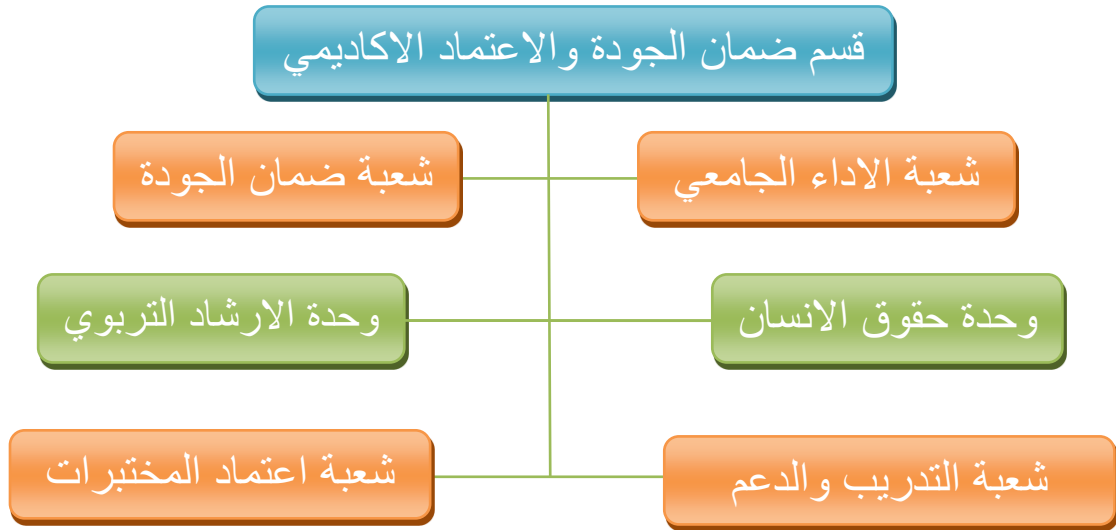 قسم ضمان الجودة والاعتماد الاكاديمي
شعبة الاداء الجامعي
شعبة ضمان الجودة
وحدة حقوق الانسان
وحدة الارشاد التربوي
شعبة التدريب والدعم
شعبة اعتماد المختبرات